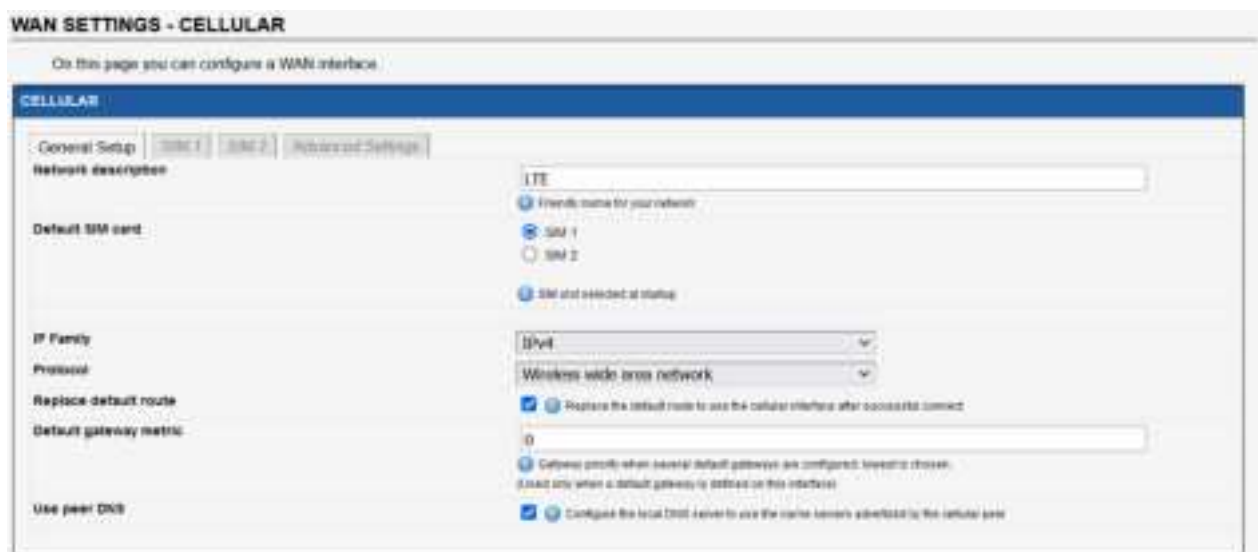 WAN SETTINGS - CELLULAR
On this page you can configure a WAN interface.
CELLULAR
General Setup SIM 1 SIM 2 Advanced Settings
Network description LTE
Friendly name for your network
Default SIM card SIM 1
SIM 2
SIM card selected at startup
IP Family IPv4
Protocol Wireless wide area network
Replace default route Replace the default route to use the cellular interface after successful connect
Default gateway metric 0
Gateway priority when several default gateways are configured, lowest is chosen.
(Used only when a default gateway is defined on this interface)
Use peer DNS Configure the local DNS server to use the name servers advertised by the cellular peer